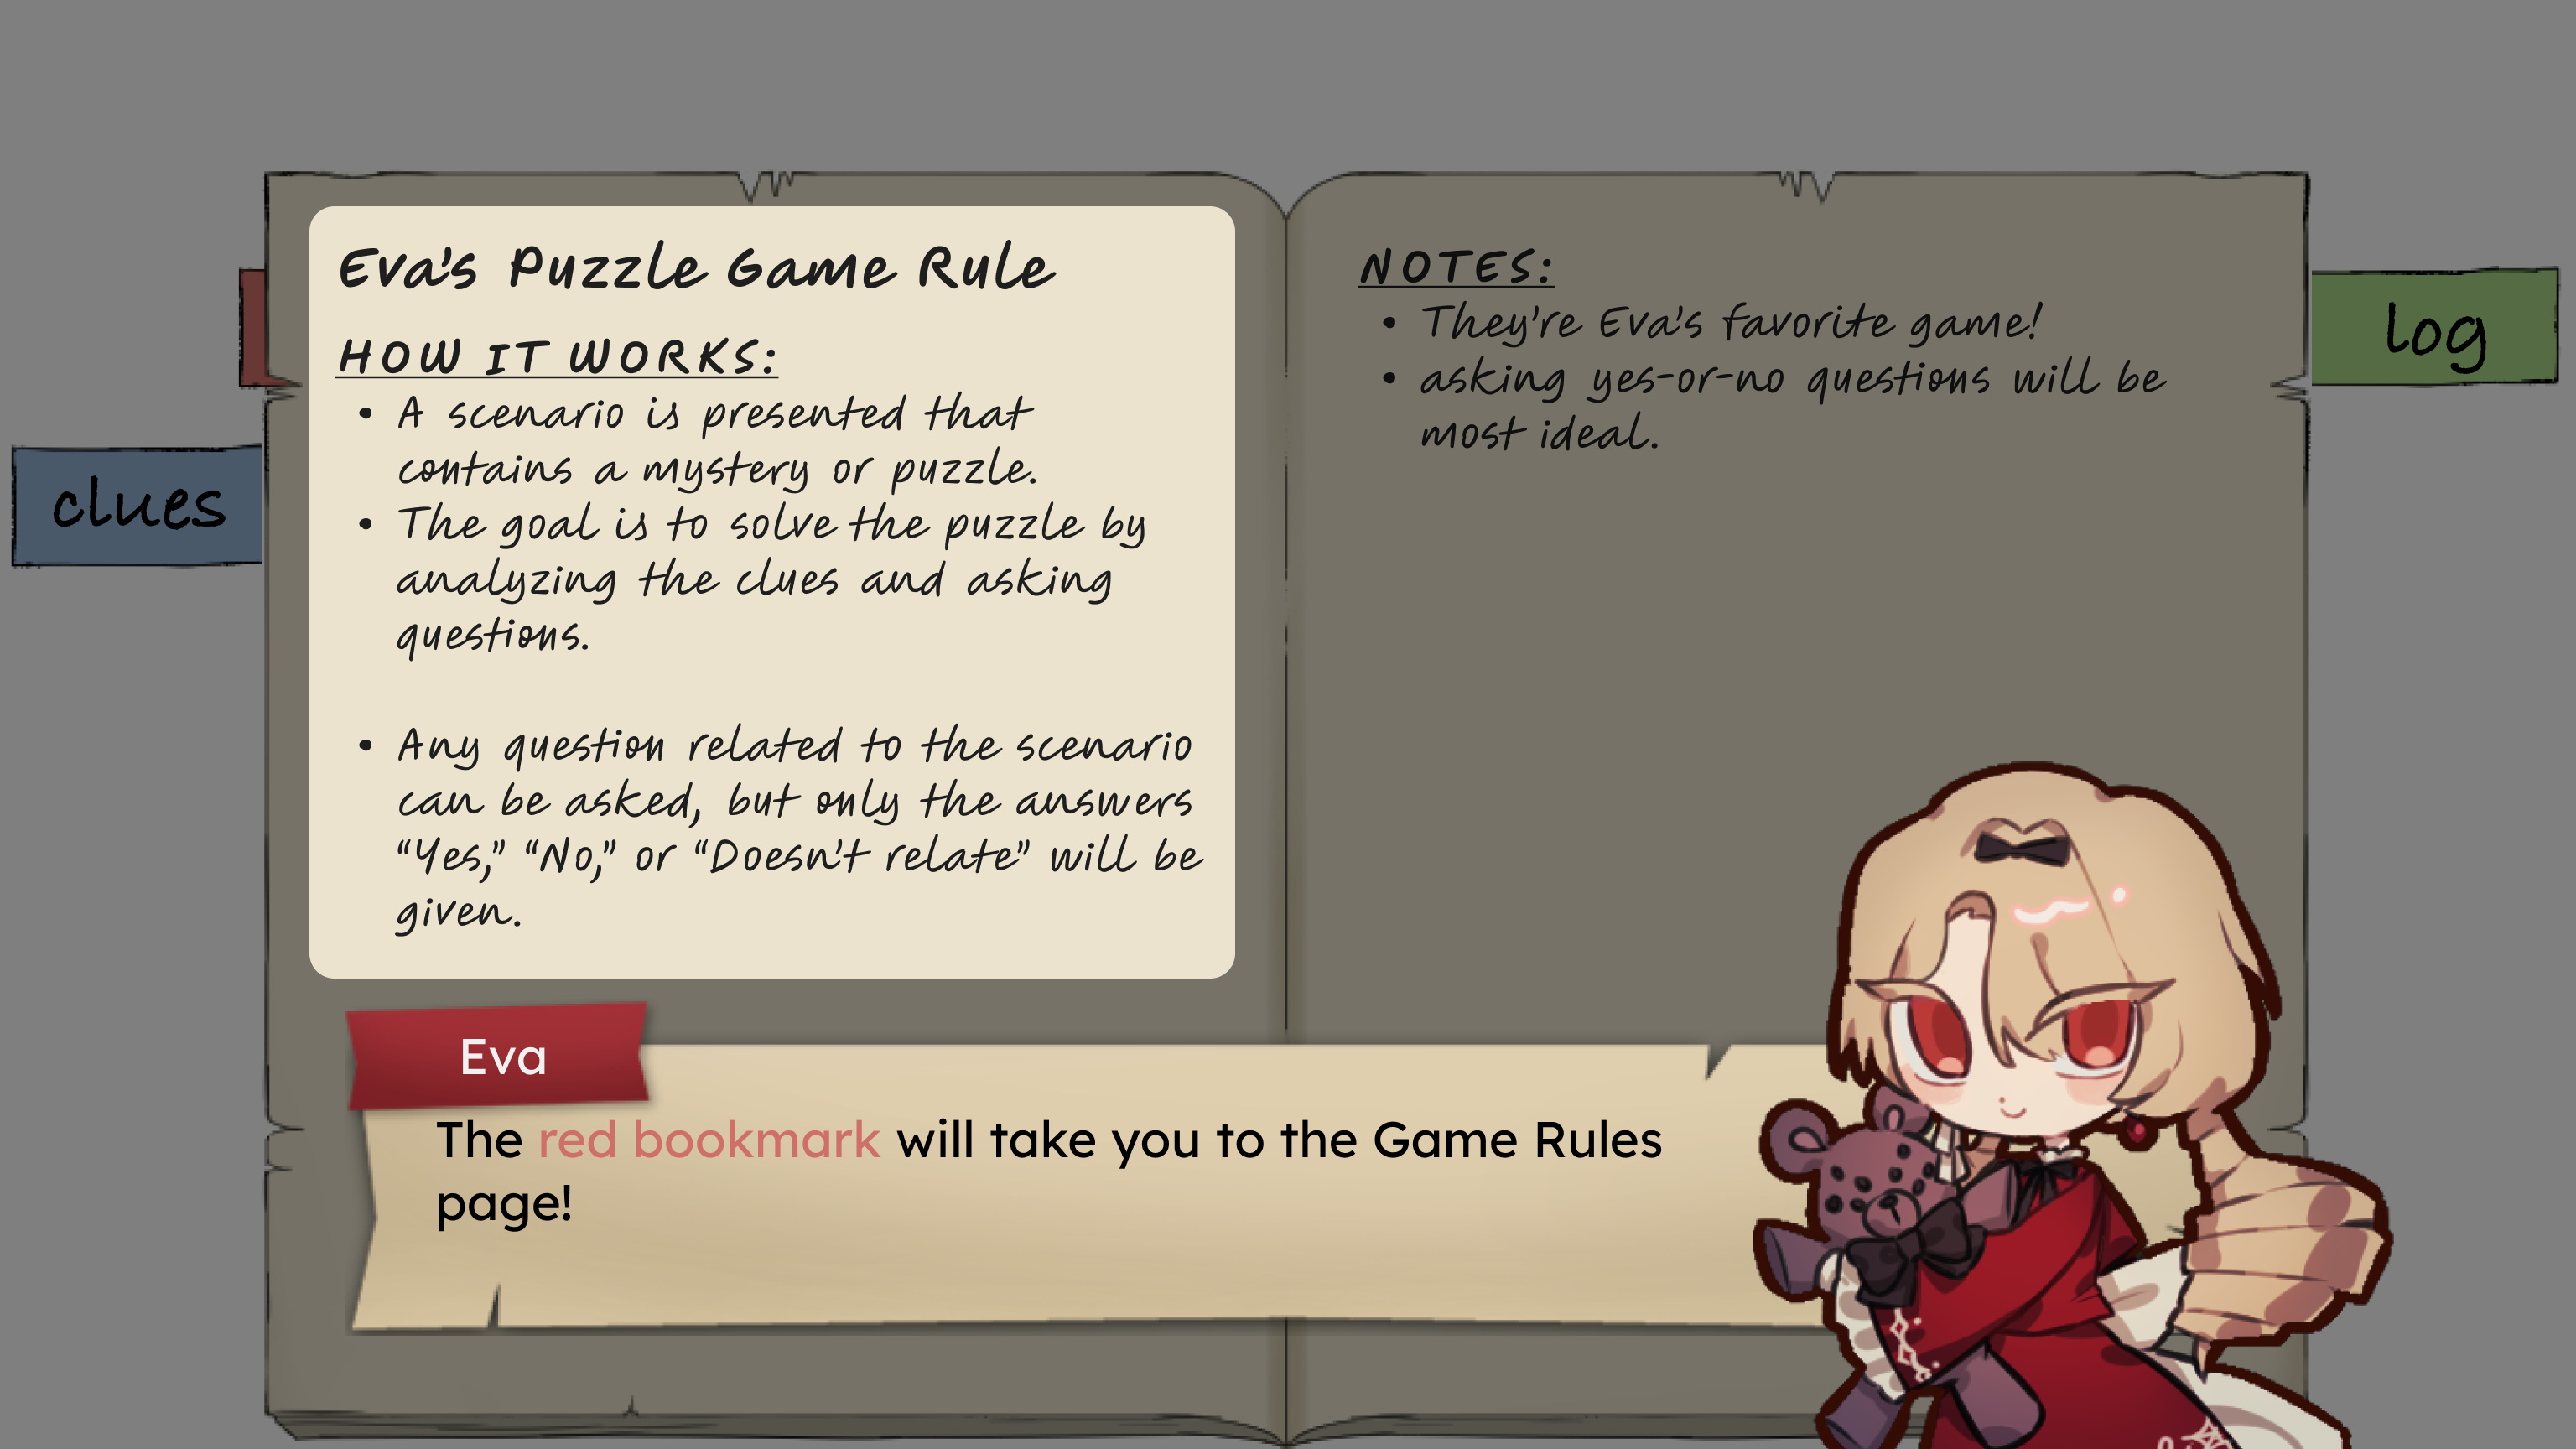 Eva's Puzzle Game Rule
HOW IT WORKS:
• A scenario is presented that
contains a mystery or puzzle.
• The goal is to solve the puzzle by
analyzing the clues and asking
questions.
• Any question related to the scenario
can be asked, but only the answers
“Yes,” “No,” or “Doesn't relate” will be
given.
NOTES:
• They're Eva's favorite game!
• asking yes-or-no questions will be
most ideal.
log
clues
Eva
The red bookmark will take you to the Game Rules
page!